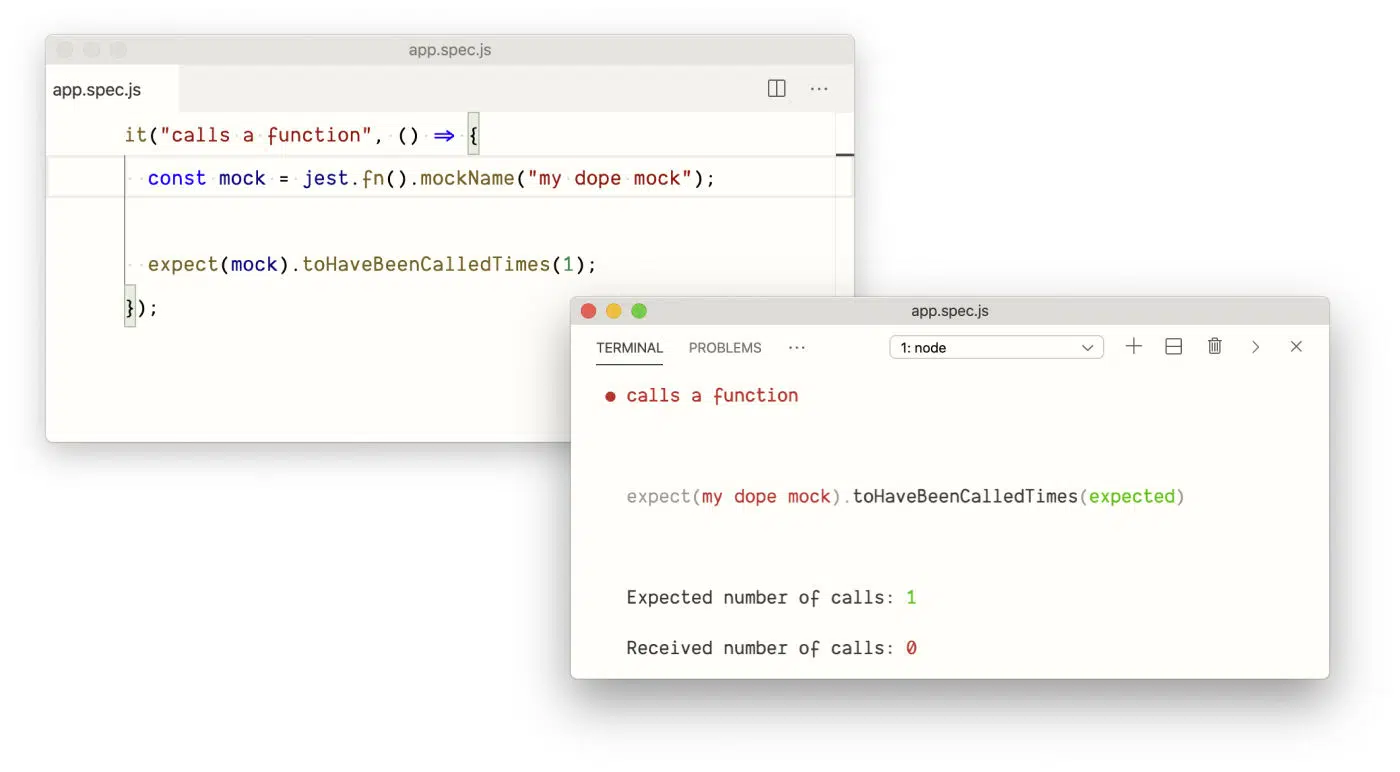 app.spec.js
app.spec.js
it("calls a function", () => {
const mock = jest.fn().mockName("my dope mock");
expect(mock).toHaveBeenCalledTimes(1);
});
app.spec.js
TERMINAL PROBLEMS ··· 1: node
● calls a function
expect(my dope mock).toHaveBeenCalledTimes(expected)
Expected number of calls: 1
Received number of calls: 0